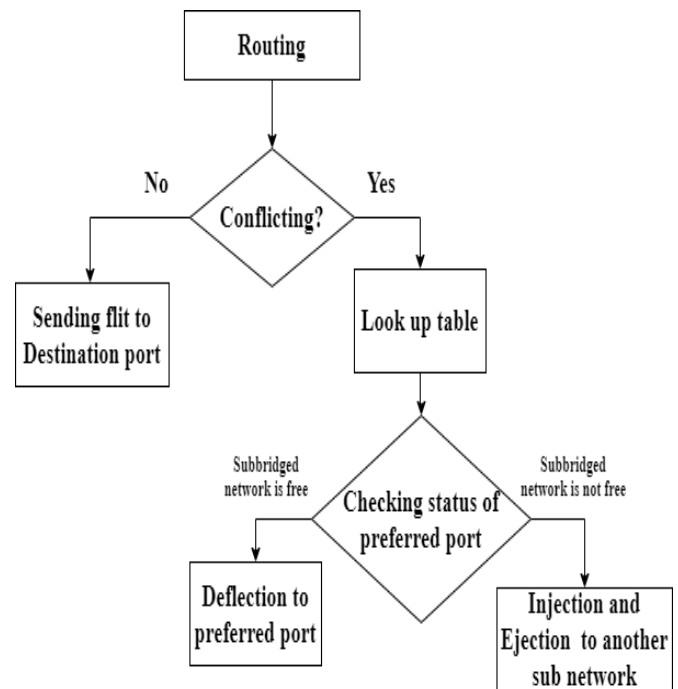 Routing
No
Yes
Conflicting?
Sending flit to
Destination port
Look up table
Subbridged
network is free
Checking status of
preferred port
Subbridged
network is not free
Deflection to
preferred port
Injection and
Ejection to another
sub network